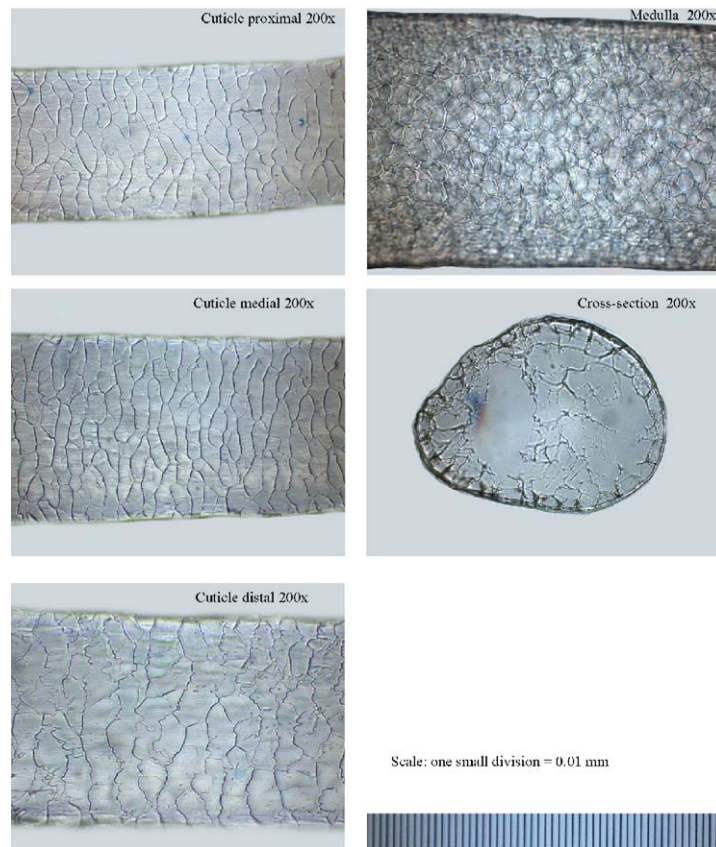 Cuticle proximal 200x
Medulla 200x
Cuticle medial 200x
Cross-section 200x
Cuticle distal 200x
Scale: one small division = 0.01 mm